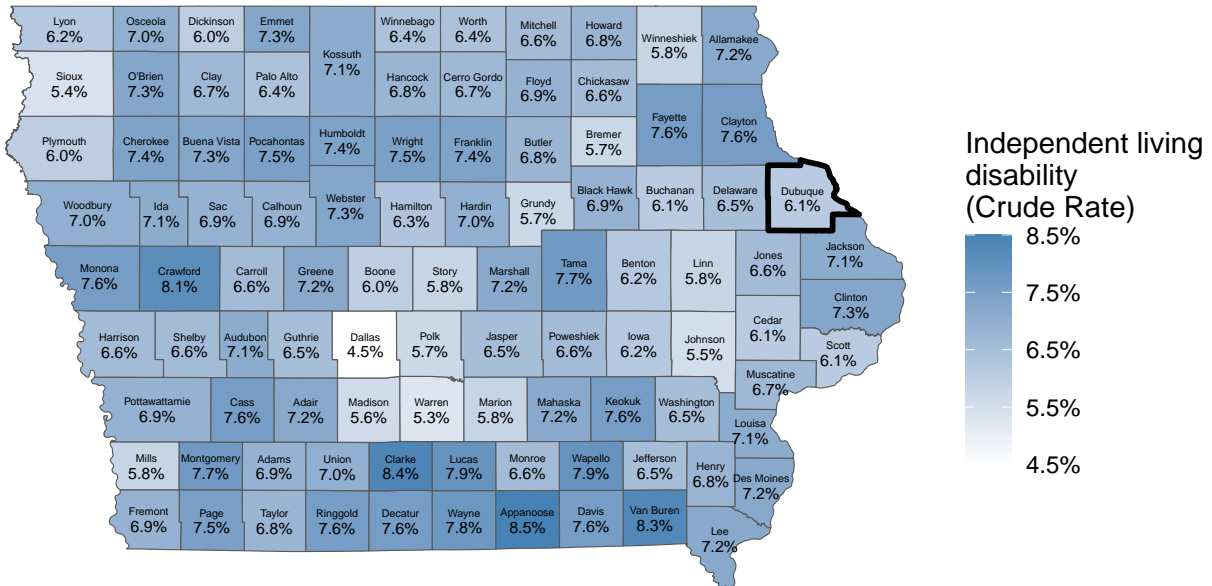 Lyon
6.2%
Osceola
7.0%
Dickinson
6.0%
Emmet
7.3%
Kossuth
7.1%
Winnebago
6.4%
Worth
6.4%
Mitchell
6.6%
Howard
6.8%
Winneshiek
5.8%
Allamakee
7.2%
Sioux
5.4%
O'Brien
7.3%
Clay
6.7%
Palo Alto
6.4%
Hancock
6.8%
Cerro Gordo
6.7%
Floyd
6.9%
Chickasaw
6.6%
Fayette
7.6%
Clayton
7.6%
Plymouth
6.0%
Cherokee
7.4%
Buena Vista
7.3%
Pocahontas
7.5%
Humboldt
7.4%
Wright
7.5%
Franklin
7.4%
Butler
6.8%
Bremer
5.7%
Woodbury
7.0%
Ida
7.1%
Sac
6.9%
Calhoun
6.9%
Webster
7.3%
Hamilton
6.3%
Hardin
7.0%
Grundy
5.7%
Black Hawk
6.9%
Buchanan
6.1%
Delaware
6.5%
Dubuque
6.1%
Monona
7.6%
Crawford
8.1%
Carroll
6.6%
Greene
7.2%
Boone
6.0%
Story
5.8%
Marshall
7.2%
Tama
7.7%
Benton
6.2%
Linn
5.8%
Jones
6.6%
Jackson
7.1%
Clinton
7.3%
Harrison
6.6%
Shelby
6.6%
Audubon
7.1%
Guthrie
6.5%
Dallas
4.5%
Polk
5.7%
Jasper
6.5%
Poweshiek
6.6%
Iowa
6.2%
Johnson
5.5%
Cedar
6.1%
Scott
6.1%
Muscatine
6.7%
Pottawattamie
6.9%
Cass
7.6%
Adair
7.2%
Madison
5.6%
Warren
5.3%
Marion
5.8%
Mahaska
7.2%
Keokuk
7.6%
Washington
6.5%
Louisa
7.1%
Mills
5.8%
Montgomery
7.7%
Adams
6.9%
Union
7.0%
Clarke
8.4%
Lucas
7.9%
Monroe
6.6%
Wapello
7.9%
Jefferson
6.5%
Henry
6.8%
Des Moines
7.2%
Fremont
6.9%
Page
7.5%
Taylor
6.8%
Ringgold
7.6%
Decatur
7.6%
Wayne
7.8%
Appanoose
8.5%
Davis
7.6%
Van Buren
8.3%
Lee
7.2%
Independent living
disability
(Crude Rate)
8.5%
7.5%
6.5%
5.5%
4.5%